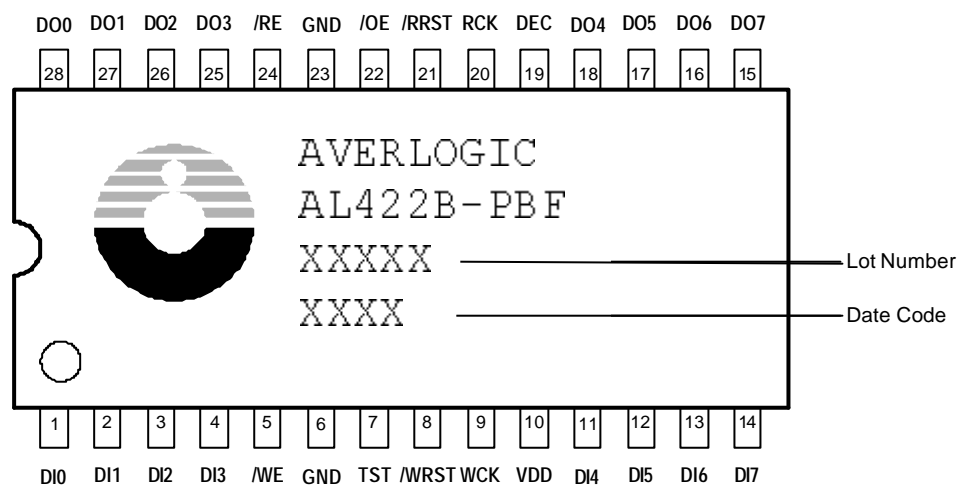 DO0 DO1 DO2 DO3 /RE GND /OE /RRST RCK DEC DO4 DO5 DO6 DO7
28 27 26 25 24 23 22 21 20 19 18 17 16 15
AVERLOGIC
AL422B-PBF
XXXXX
Lot Number
XXXX
Date Code
1 2 3 4 5 6 7 8 9 10 11 12 13 14
DI0 DI1 DI2 DI3 /WE GND TST /WRST WCK VDD DI4 DI5 DI6 DI7